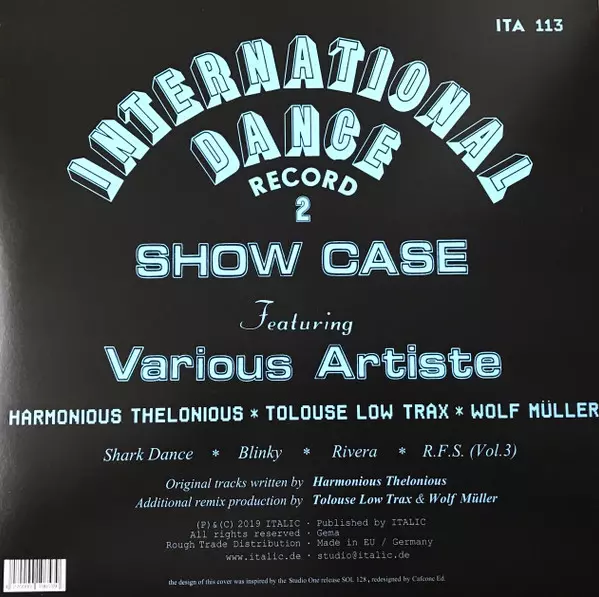 ITA 113
INTERNATIONAL
DANCE
RECORD
2
SHOW CASE
Featuring
Various Artiste
HARMONIOUS THELONIOUS * TOLOUSE LOW TRAX * WOLF MÜLLER
Shark Dance * Blinky * Rivera * R.F.S. (Vol.3)
Original tracks written by Harmonious Thelonious
Additional remix production by Tolouse Low Trax & Wolf Müller
(P)&(C) 2019 ITALIC · Published by ITALIC
All rights reserved · Gema
Rough Trade Distribution · Made in EU / Germany
www.italic.de · studio@italic.de
the design of this cover was inspired by the Studio One release SOL 128, redesigned by Cafcone Ed.